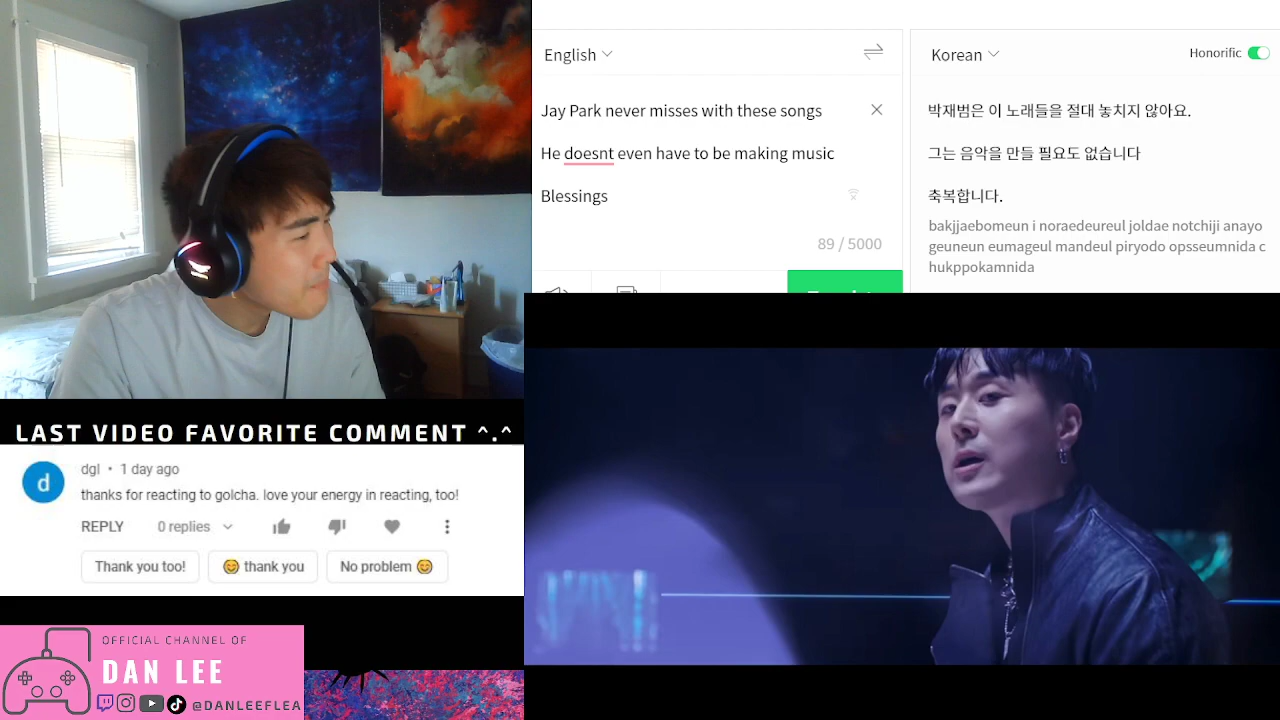 English
Korean
Honorific
Jay Park never misses with these songs
He doesnt even have to be making music
Blessings
89 / 5000
박재범은 이 노래들을 절대 놓치지 않아요.
그는 음악을 만들 필요도 없습니다
축복합니다.
bakjjaebomeun i noraedeureul joldae notchiji anayo
geuneun eumageul mandeul piryodo opsseumnida c
hukppokamnida
LAST VIDEO FAVORITE COMMENT ^.^
d
dgl • 1 day ago
thanks for reacting to golcha. love your energy in reacting, too!
REPLY 0 replies
Thank you too! 😊 thank you No problem 😊
OFFICIAL CHANNEL OF
DAN LEE
@DANLEEFLEA